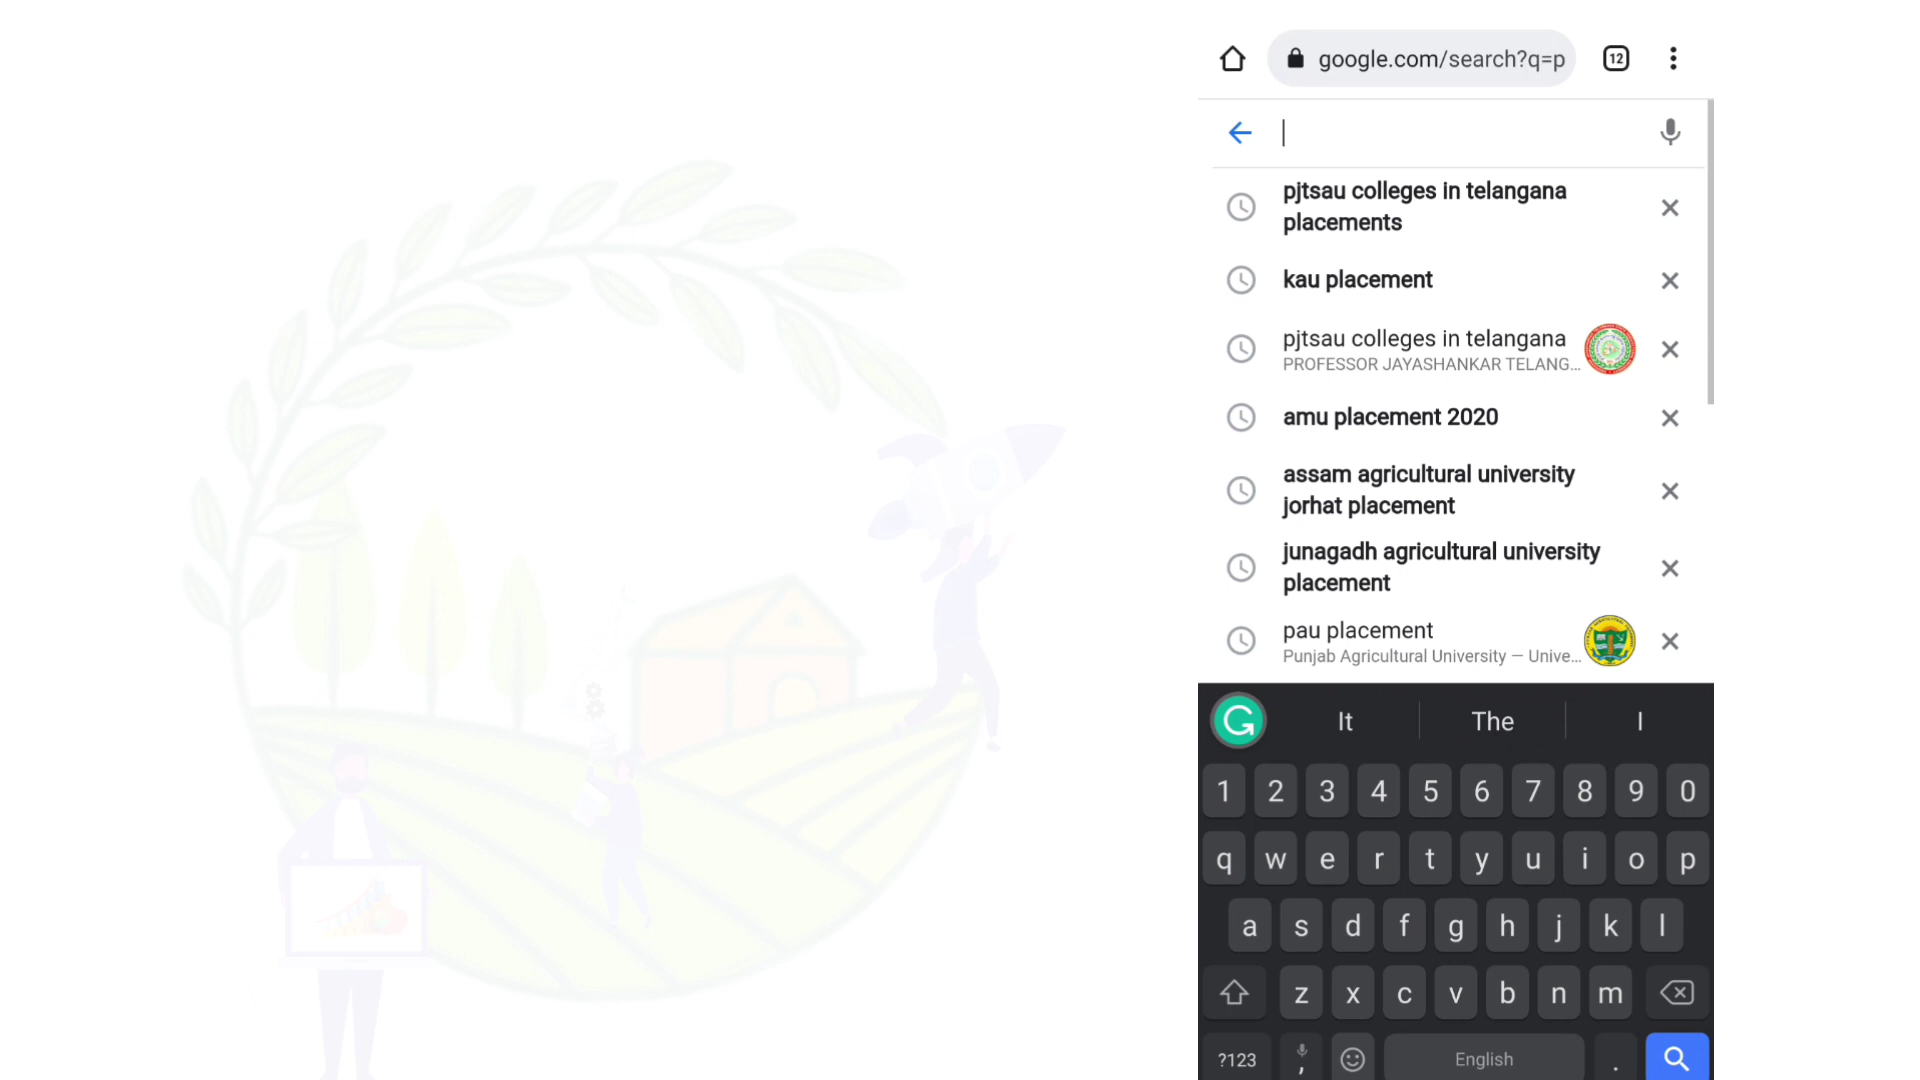 google.com/search?q=p
12
pjtsau colleges in telangana
placements
kau placement
pjtsau colleges in telangana
PROFESSOR JAYASHANKAR TELANG...
amu placement 2020
assam agricultural university
jorhat placement
junagadh agricultural university
placement
pau placement
Punjab Agricultural University — Unive...
It The I
1 2 3 4 5 6 7 8 9 0
q w e r t y u i o p
a s d f g h j k l
z x c v b n m
?123 , English .